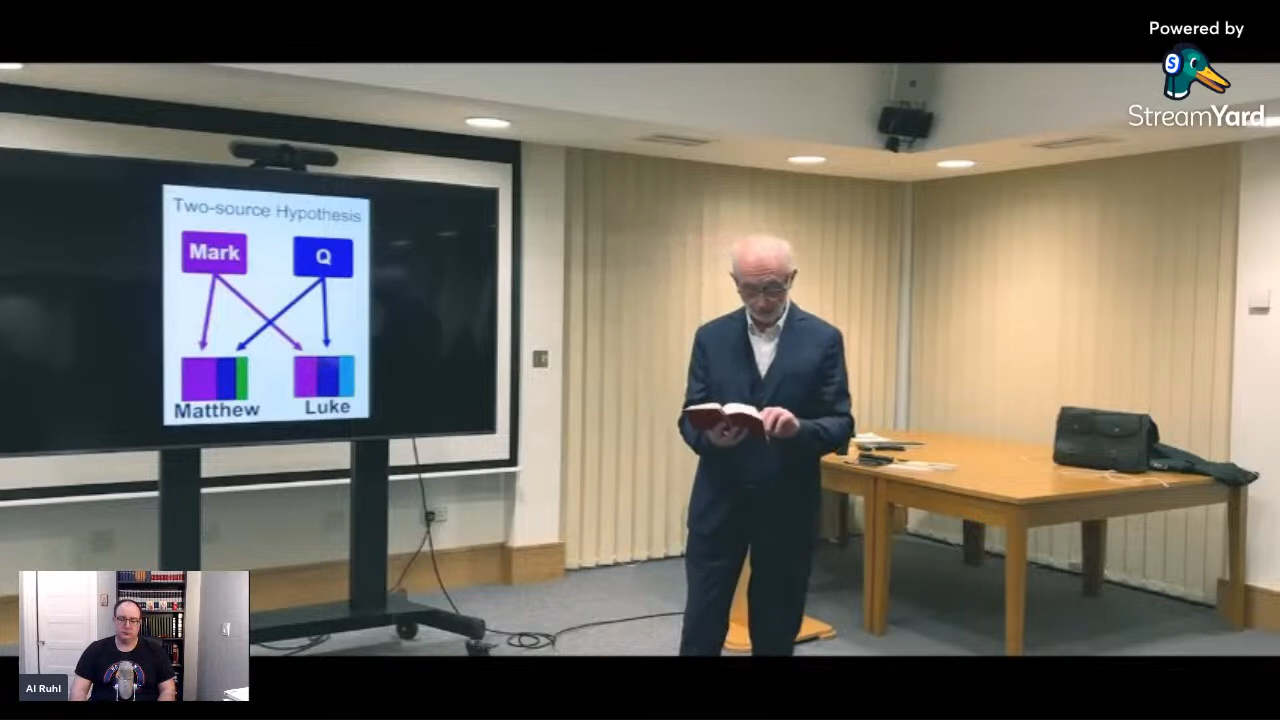 Powered by
StreamYard
Two-source Hypothesis
Mark
Q
Matthew
Luke
Al Ruhl